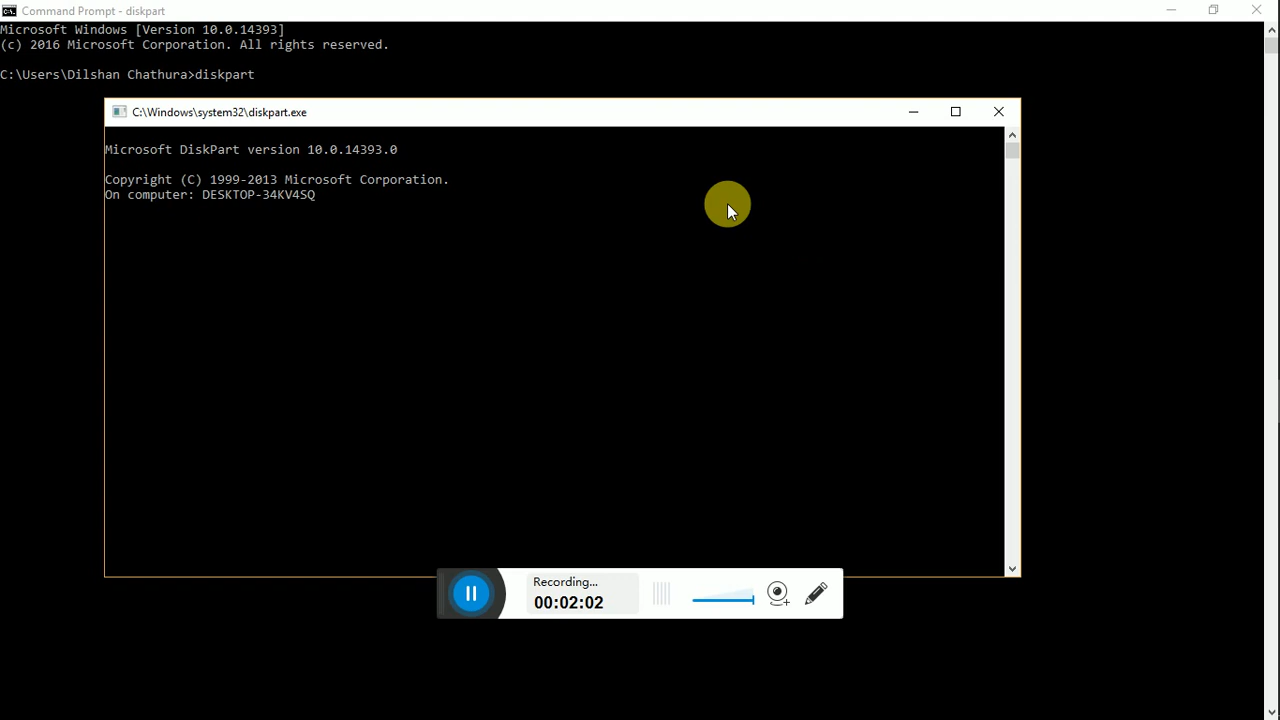 Command Prompt - diskpart
Microsoft Windows [Version 10.0.14393]
(c) 2016 Microsoft Corporation. All rights reserved.
C:\Users\Dilshan Chathura>diskpart
C:\Windows\system32\diskpart.exe
Microsoft DiskPart version 10.0.14393.0
Copyright (C) 1999-2013 Microsoft Corporation.
On computer: DESKTOP-34KV4SQ
Recording...
00:02:02